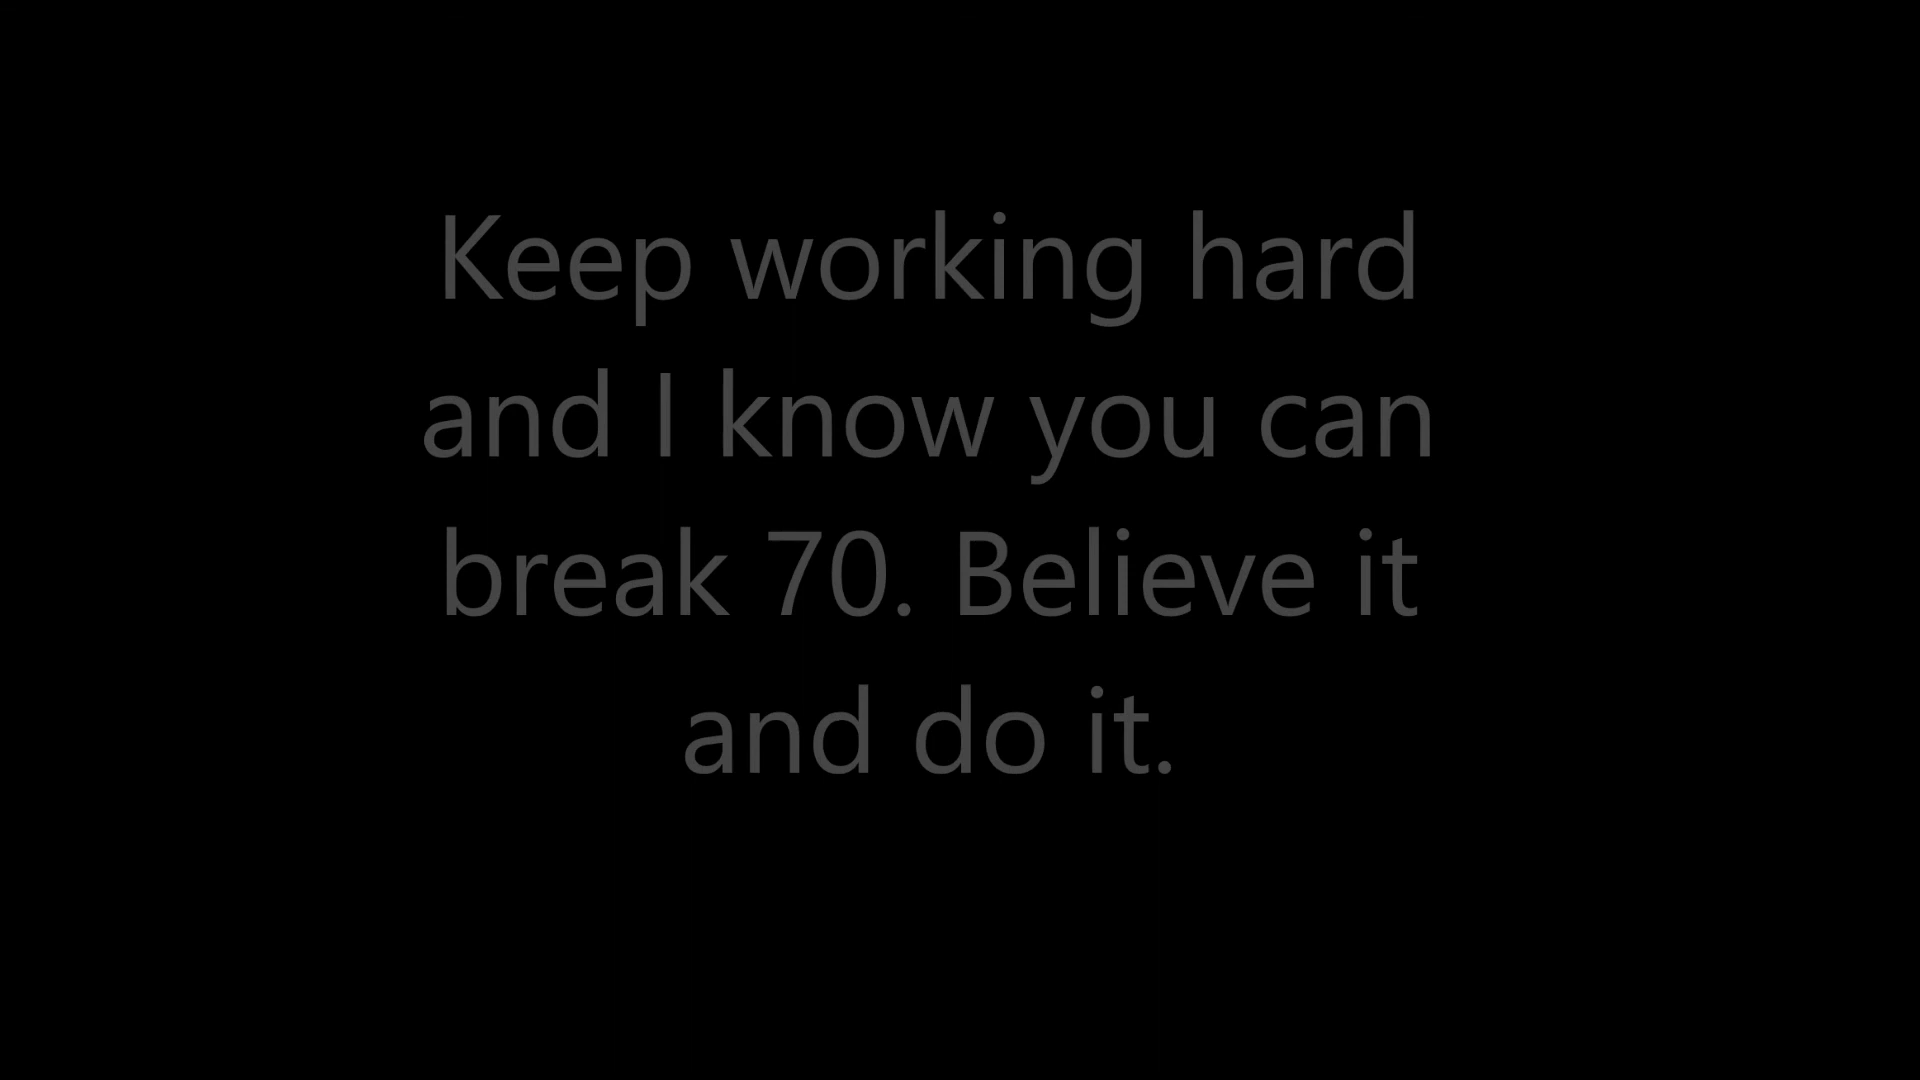 Keep working hard
and I know you can
break 70. Believe it
and do it.